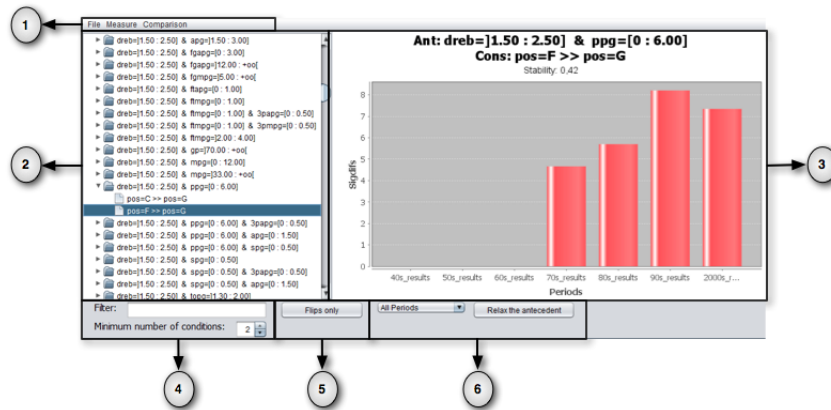 1
File Measure Comparison
dreb=]1.50 : 2.50] & apg=]1.50 : 3.00]
dreb=]1.50 : 2.50] & fgapg=[0 : 3.00]
dreb=]1.50 : 2.50] & fgapg=]12.00 : +oo[
dreb=]1.50 : 2.50] & fgmpg=]5.00 : +oo[
dreb=]1.50 : 2.50] & ftapg=[0 : 1.00]
dreb=]1.50 : 2.50] & ftmpg=[0 : 1.00]
dreb=]1.50 : 2.50] & ftmpg=[0 : 1.00] & 3papg=[0 : 0.50]
dreb=]1.50 : 2.50] & ftmpg=[0 : 1.00] & 3pmpg=[0 : 0.50]
dreb=]1.50 : 2.50] & ftmpg=]2.00 : 4.00]
dreb=]1.50 : 2.50] & gp=]70.00 : +oo[
dreb=]1.50 : 2.50] & mpg=[0 : 12.00]
dreb=]1.50 : 2.50] & mpg=]33.00 : +oo[
dreb=]1.50 : 2.50] & ppg=[0 : 6.00]
pos=C >> pos=G
pos=F >> pos=G
dreb=]1.50 : 2.50] & ppg=[0 : 6.00] & 3papg=[0 : 0.50]
dreb=]1.50 : 2.50] & ppg=[0 : 6.00] & apg=[0 : 1.50]
dreb=]1.50 : 2.50] & ppg=[0 : 6.00] & spg=[0 : 0.50]
dreb=]1.50 : 2.50] & spg=[0 : 0.50]
dreb=]1.50 : 2.50] & spg=[0 : 0.50] & 3papg=[0 : 0.50]
dreb=]1.50 : 2.50] & spg=[0 : 0.50] & apg=[0 : 1.50]
dreb=]1.50 : 2.50] & topg=]1.30 : 2.00]
2
Ant: dreb=]1.50 : 2.50] & ppg=[0 : 6.00]
Cons: pos=F >> pos=G
Stability: 0,42
8
7
6
5
4
3
2
1
0
Sigdifs
40s_results 50s_results 60s_results 70s_results 80s_results 90s_results 2000s_r...
Periods
3
Filter:
Minimum number of conditions: 2
Flips only
All Periods
Relax the antecedent
4
5
6